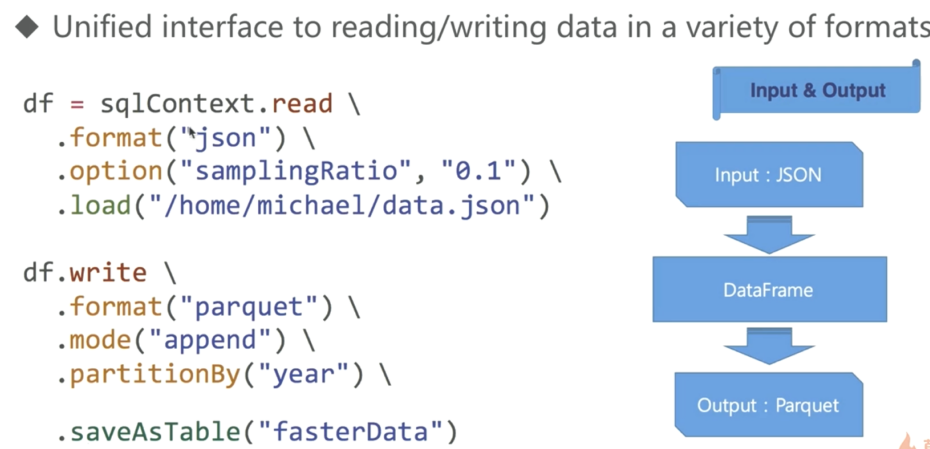 ◆ Unified interface to reading/writing data in a variety of formats
df = sqlContext.read \
.format("json") \
.option("samplingRatio", "0.1") \
.load("/home/michael/data.json")
df.write \
.format("parquet") \
.mode("append") \
.partitionBy("year") \
.saveAsTable("fasterData")
Input & Output
Input : JSON
DataFrame
Output : Parquet